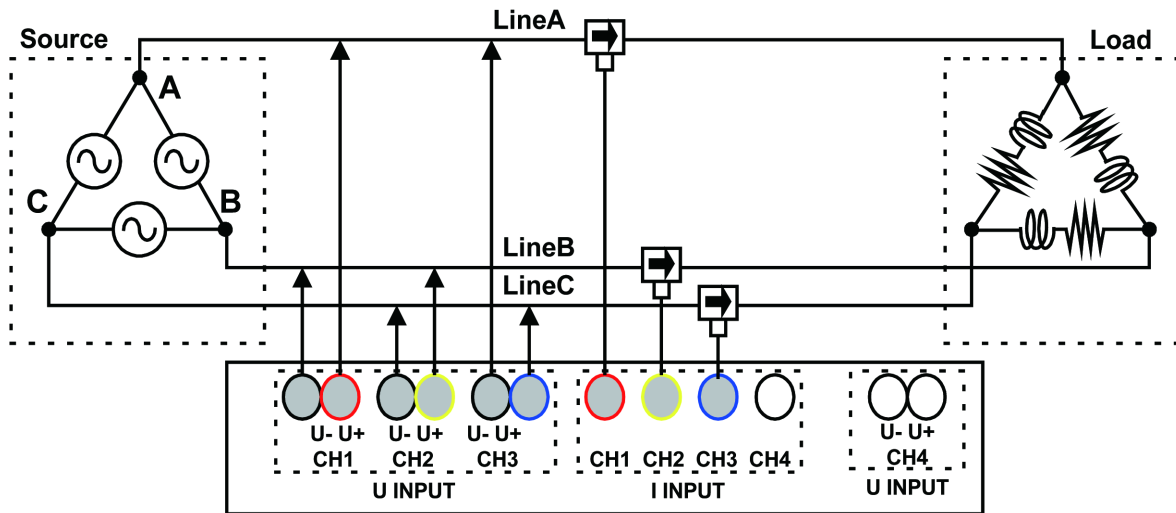 LineA
Source
Load
A
C
B
LineB
LineC
U- U+ U- U+ U- U+
U- U+
CH1 CH2 CH3
CH1 CH2 CH3 CH4
CH4
U INPUT
I INPUT
U INPUT